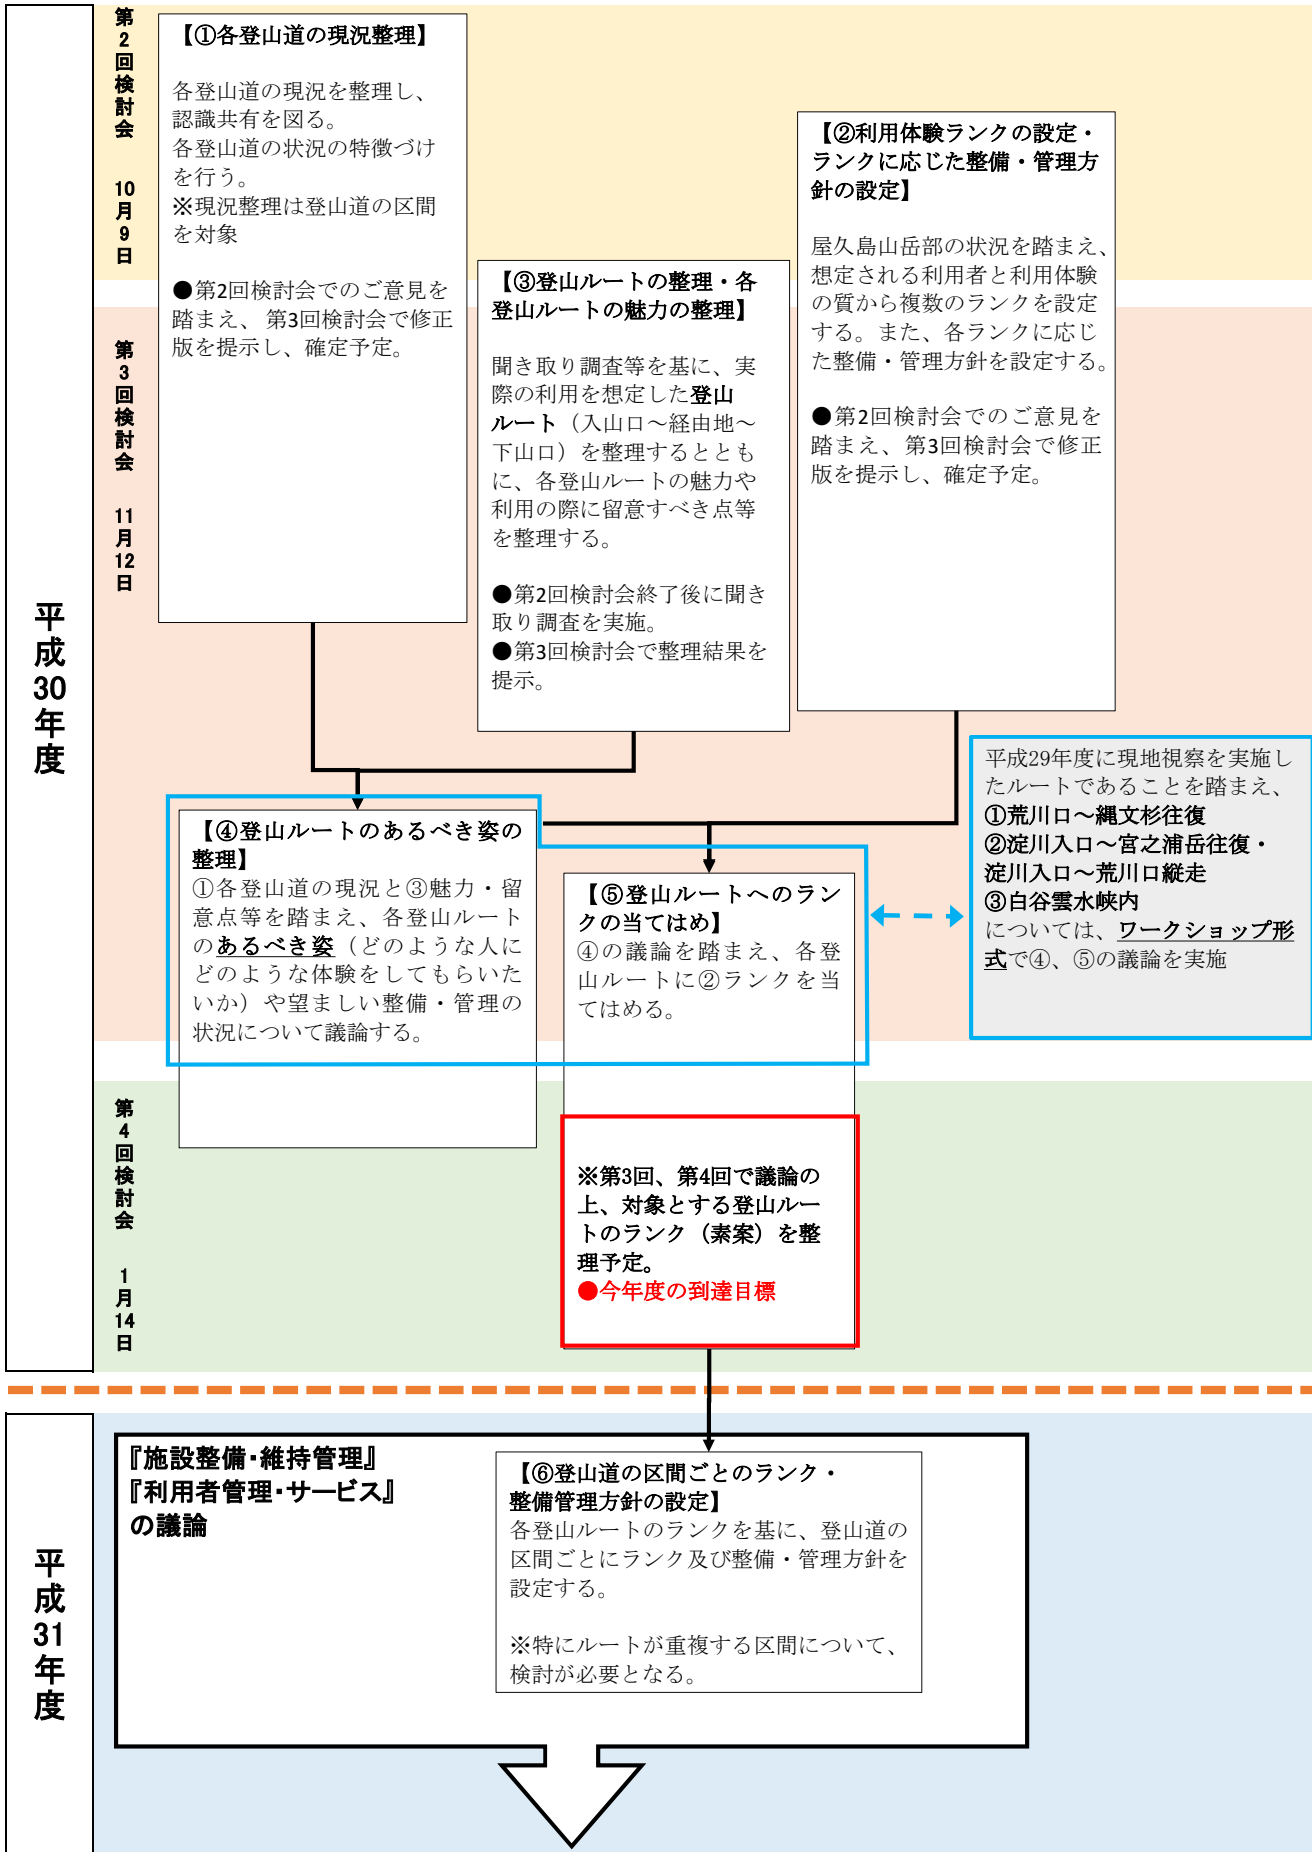 平成30年度
第2回検討会 10月9日
【①各登山道の現況整理】
各登山道の現況を整理し、
認識共有を図る。
各登山道の状況の特徴づけ
を行う。
※現況整理は登山道の区間
を対象
●第2回検討会でのご意見を
踏まえ、 第3回検討会で修正
版を提示し、確定予定。
【②利用体験ランクの設定・
ランクに応じた整備・管理方
針の設定】
屋久島山岳部の状況を踏まえ、
想定される利用者と利用体験
の質から複数のランクを設定
する。また、各ランクに応じ
た整備・管理方針を設定する。
●第2回検討会でのご意見を
踏まえ、第3回検討会で修正
版を提示し、確定予定。
【③登山ルートの整理・各
登山ルートの魅力の整理】
聞き取り調査等を基に、実
際の利用を想定した登山
ルート（入山口～経由地～
下山口）を整理するととも
に、各登山ルートの魅力や
利用の際に留意すべき点等
を整理する。
●第2回検討会終了後に聞き
取り調査を実施。
●第3回検討会で整理結果を
提示。
第3回検討会 11月12日
【④登山ルートのあるべき姿の
整理】
①各登山道の現況と③魅力・留
意点等を踏まえ、各登山ルート
のあるべき姿（どのような人に
どのような体験をしてもらいた
いか）や望ましい整備・管理の
状況について議論する。
【⑤登山ルートへのラン
クの当てはめ】
④の議論を踏まえ、各登
山ルートに②ランクを当
てはめる。
平成29年度に現地視察を実施し
たルートであることを踏まえ、
①荒川口～縄文杉往復
②淀川入口～宮之浦岳往復・
淀川入口～荒川口縦走
③白谷雲水峡内
については、ワークショップ形
式で④、⑤の議論を実施
第4回検討会 1月14日
※第3回、第4回で議論の
上、対象とする登山ルー
トのランク（素案）を整
理予定。
●今年度の到達目標
平成31年度
『施設整備・維持管理』
『利用者管理・サービス』
の議論
【⑥登山道の区間ごとのランク・
整備管理方針の設定】
各登山ルートのランクを基に、登山道の
区間ごとにランク及び整備・管理方針を
設定する。
※特にルートが重複する区間について、
検討が必要となる。